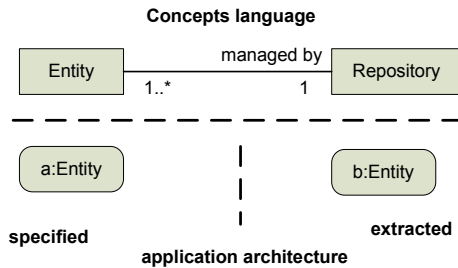 Concepts language
managed by
Entity
Repository
1..*
1
a:Entity
b:Entity
specified
extracted
application architecture